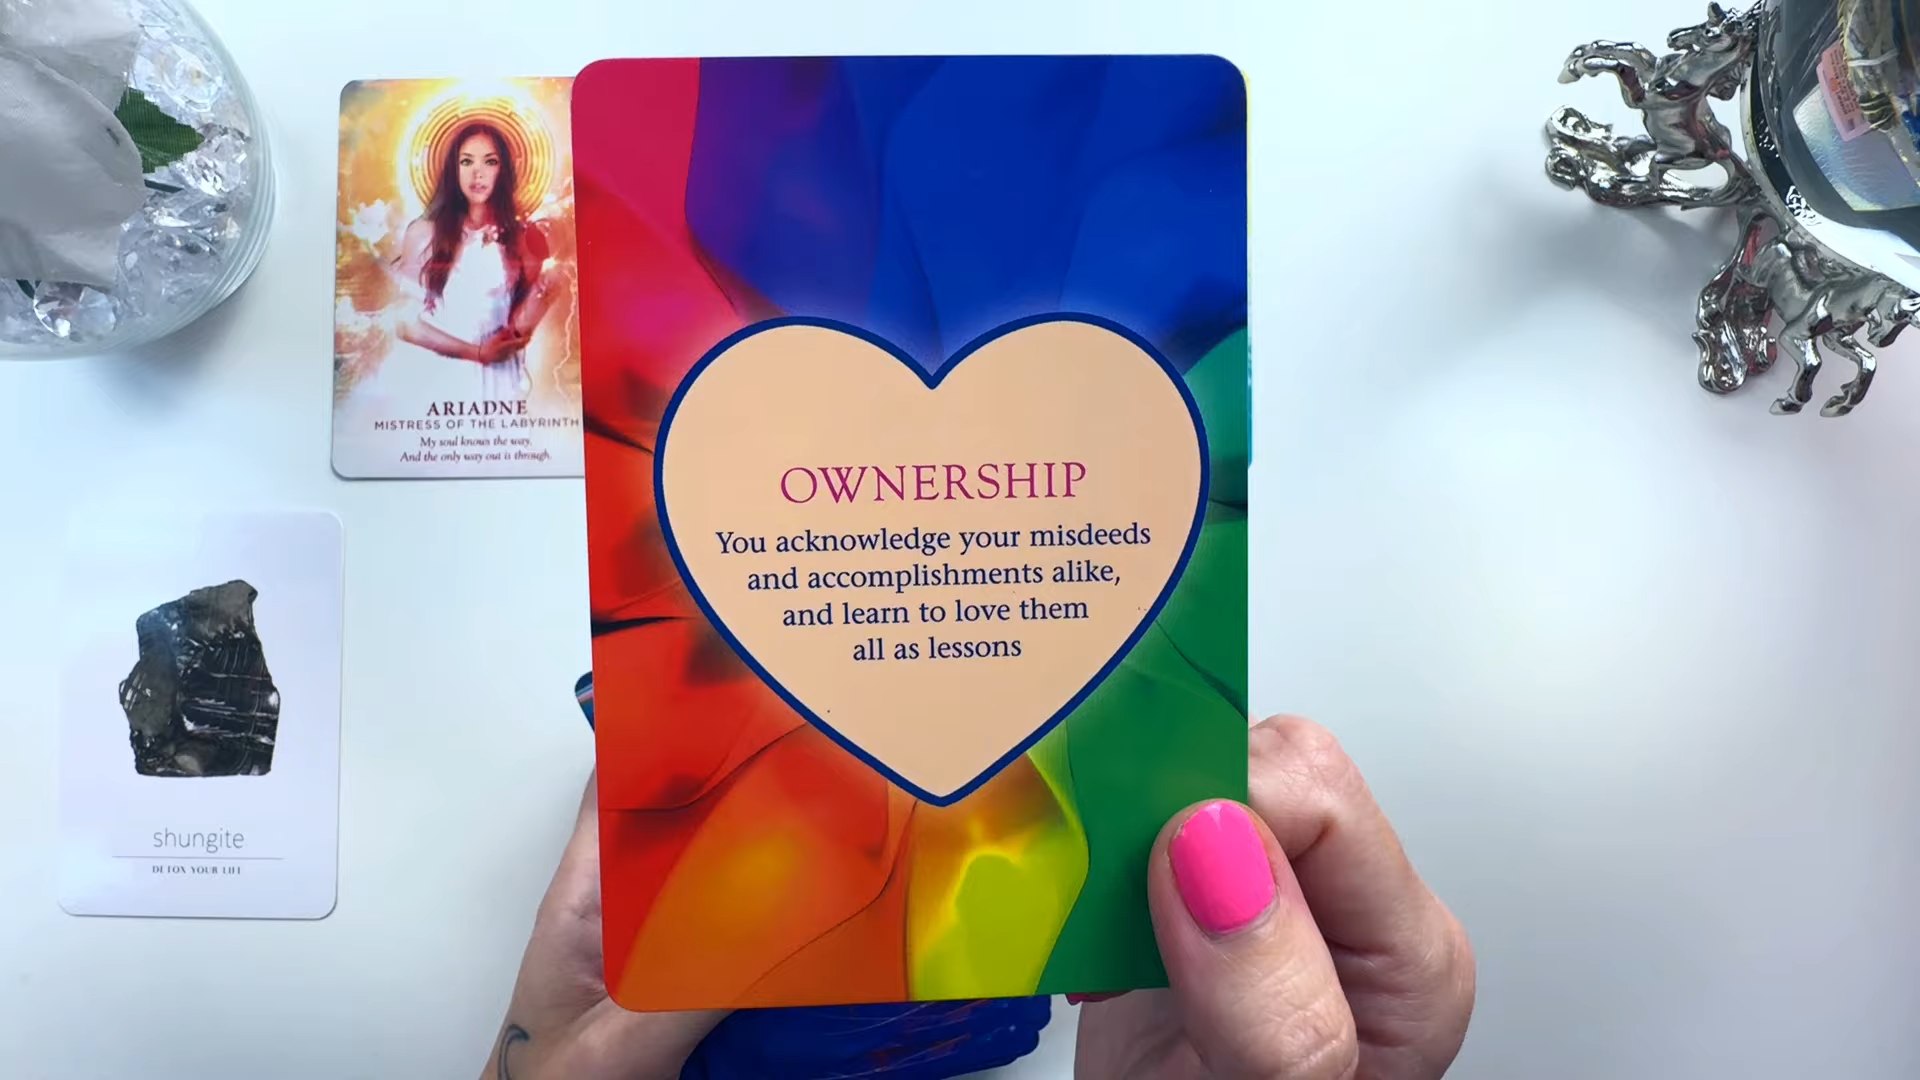 ARIADNE
MISTRESS OF THE LABYRINTH
My soul knows the way.
And the only way out is through.
OWNERSHIP
You acknowledge your misdeeds
and accomplishments alike,
and learn to love them
all as lessons
shungite
DETOX YOUR LIFE